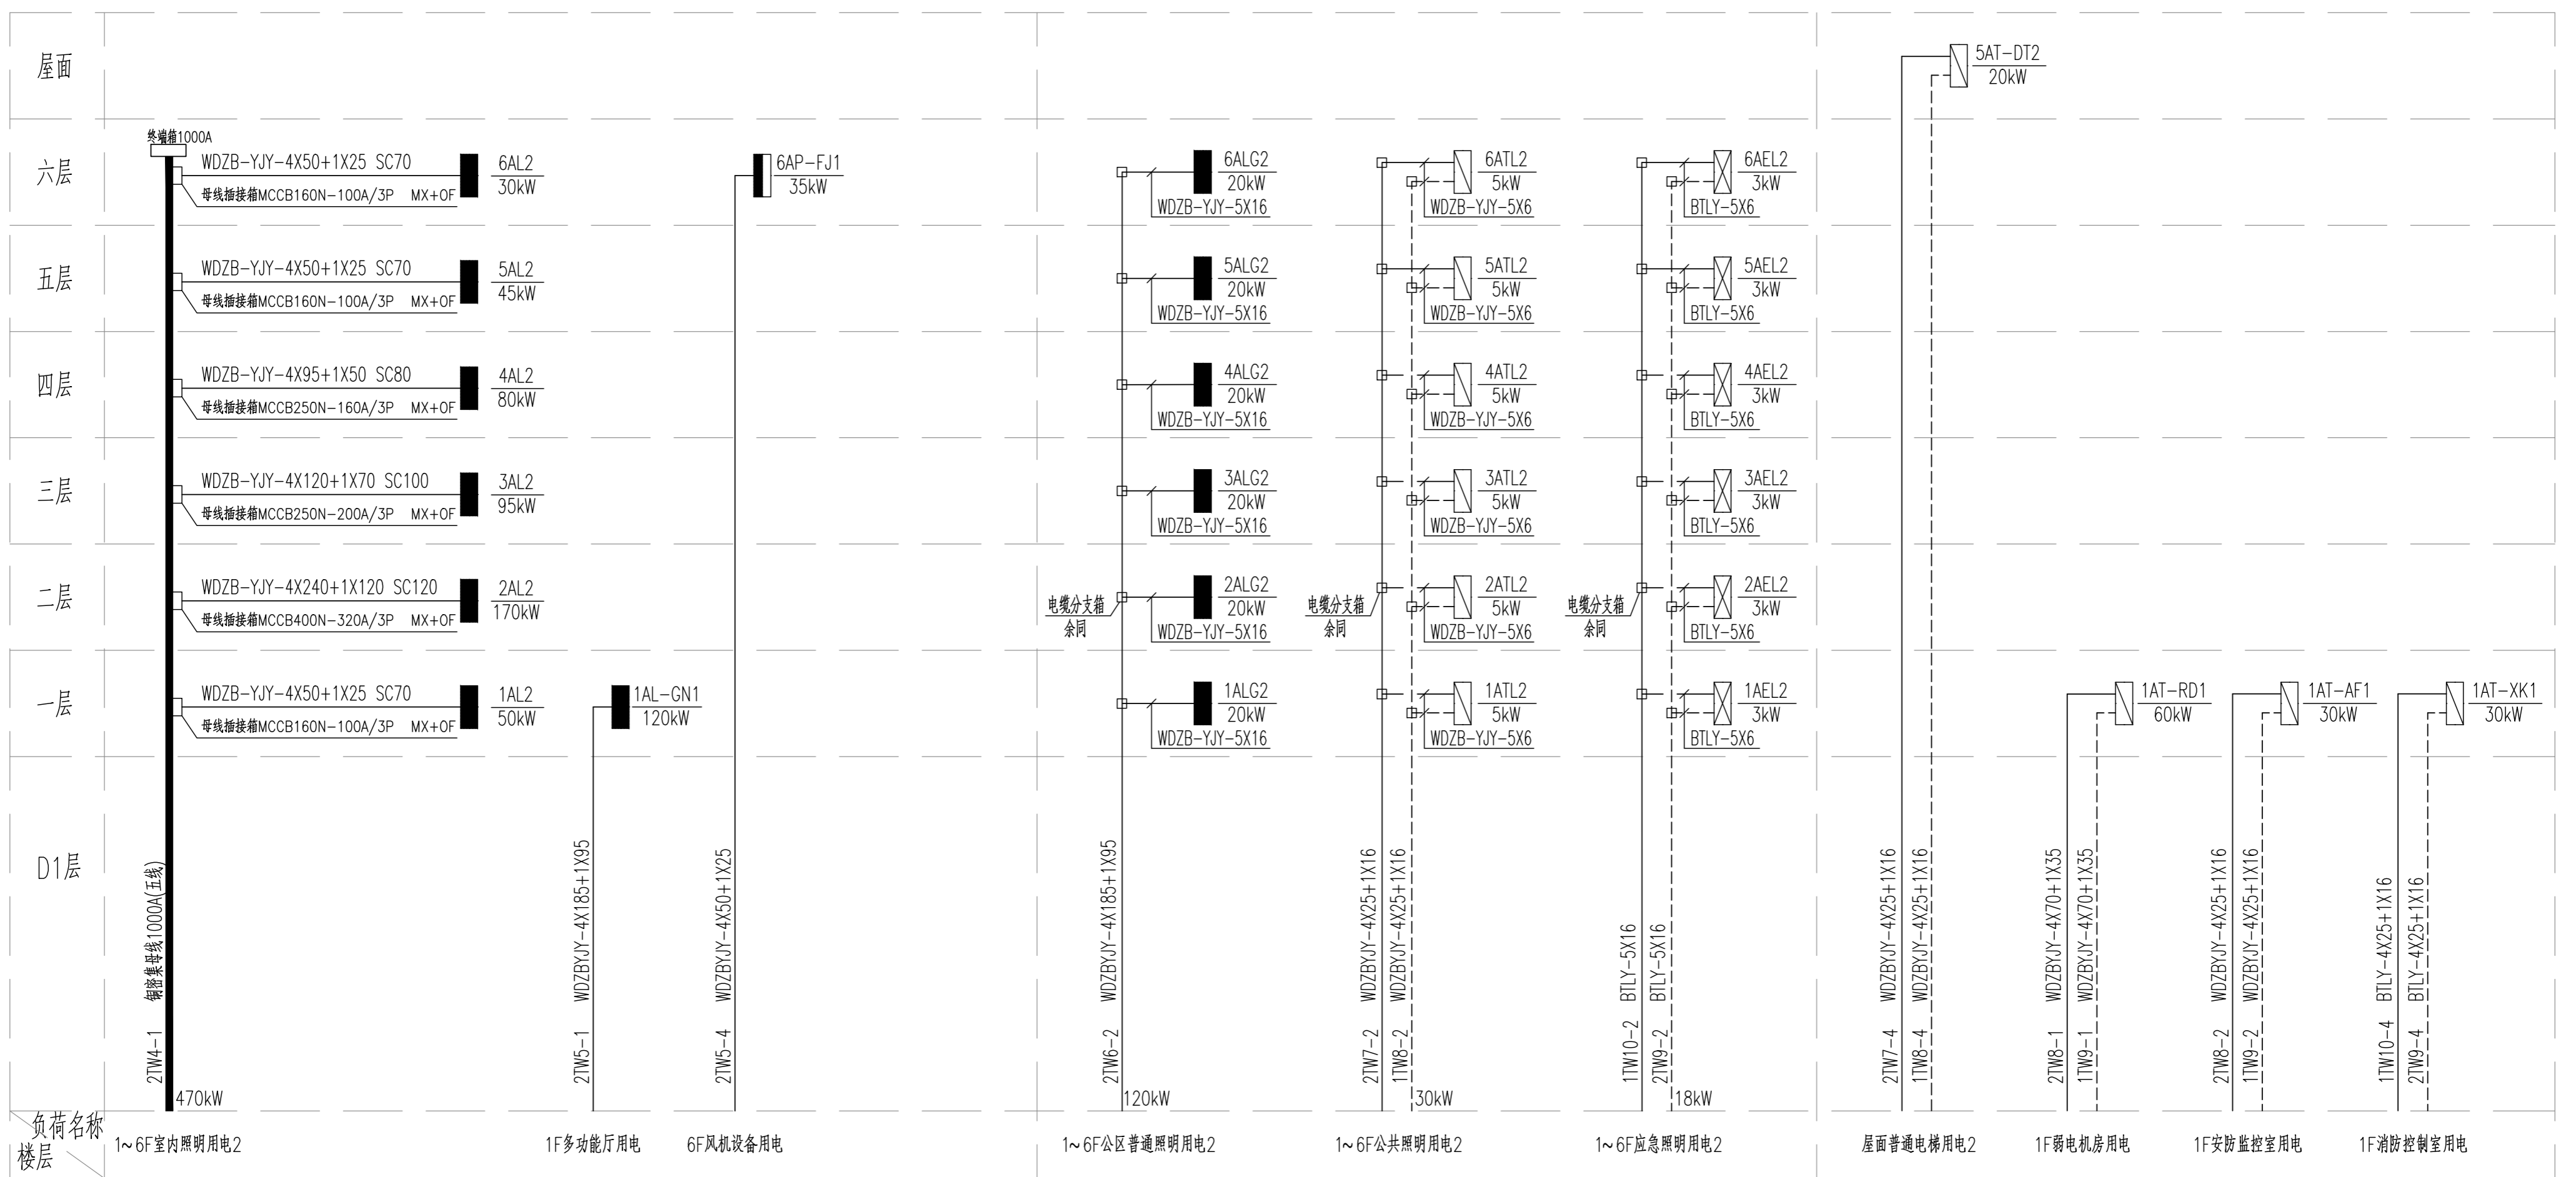 屋面
5AT-DT2
20kW
终端箱1000A
六层
WDZB-YJY-4X50+1X25 SC70
母线插接箱MCCB160N-100A/3P MX+OF
6AL2
30kW
6AP-FJ1
35kW
6ALG2
20kW
WDZB-YJY-5X16
6ATL2
5kW
WDZB-YJY-5X6
6AEL2
3kW
BTLY-5X6
五层
WDZB-YJY-4X50+1X25 SC70
母线插接箱MCCB160N-100A/3P MX+OF
5AL2
45kW
5ALG2
20kW
WDZB-YJY-5X16
5ATL2
5kW
WDZB-YJY-5X6
5AEL2
3kW
BTLY-5X6
四层
WDZB-YJY-4X95+1X50 SC80
母线插接箱MCCB250N-160A/3P MX+OF
4AL2
80kW
4ALG2
20kW
WDZB-YJY-5X16
4ATL2
5kW
WDZB-YJY-5X6
4AEL2
3kW
BTLY-5X6
三层
WDZB-YJY-4X120+1X70 SC100
母线插接箱MCCB250N-200A/3P MX+OF
3AL2
95kW
3ALG2
20kW
WDZB-YJY-5X16
3ATL2
5kW
WDZB-YJY-5X6
3AEL2
3kW
BTLY-5X6
二层
WDZB-YJY-4X240+1X120 SC120
母线插接箱MCCB400N-320A/3P MX+OF
2AL2
170kW
电缆分支箱
余同
2ALG2
20kW
WDZB-YJY-5X16
电缆分支箱
余同
2ATL2
5kW
WDZB-YJY-5X6
电缆分支箱
余同
2AEL2
3kW
BTLY-5X6
一层
WDZB-YJY-4X50+1X25 SC70
母线插接箱MCCB160N-100A/3P MX+OF
1AL2
50kW
1AL-GN1
120kW
1ALG2
20kW
WDZB-YJY-5X16
1ATL2
5kW
WDZB-YJY-5X6
1AEL2
3kW
BTLY-5X6
1AT-RD1
60kW
1AT-AF1
30kW
1AT-XK1
30kW
D1层
2TW4-1 铜密集母线1000A(五线)
2TW5-1 WDZBYJY-4X185+1X95
2TW5-4 WDZBYJY-4X50+1X25
2TW6-2 WDZBYJY-4X185+1X95
2TW7-2 WDZBYJY-4X25+1X16
1TW8-2 WDZBYJY-4X25+1X16
1TW10-2 BTLY-5X16
2TW9-2 BTLY-5X16
2TW7-4 WDZBYJY-4X25+1X16
1TW8-4 WDZBYJY-4X25+1X16
2TW8-1 WDZBYJY-4X70+1X35
1TW9-1 WDZBYJY-4X70+1X35
2TW8-2 WDZBYJY-4X25+1X16
1TW9-2 WDZBYJY-4X25+1X16
1TW10-4 BTLY-4X25+1X16
2TW9-4 BTLY-4X25+1X16
470kW
120kW
30kW
18kW
负荷名称
楼层
1~6F室内照明用电2
1F多功能厅用电
6F风机设备用电
1~6F公区普通照明用电2
1~6F公共照明用电2
1~6F应急照明用电2
屋面普通电梯用电2
1F弱电机房用电
1F安防监控室用电
1F消防控制室用电